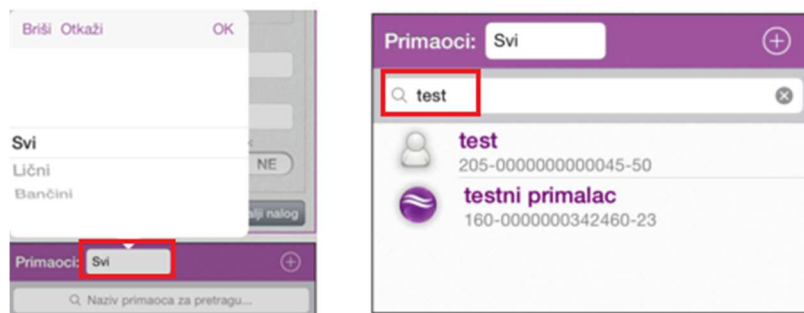 Briši Otkaži OK
Svi
Lični
Bančini
NE
alji nalog
Primaoci: Svi
Naziv primaoca za pretragu...
Primaoci: Svi
test
test
205-0000000000045-50
testni primalac
160-0000000342460-23